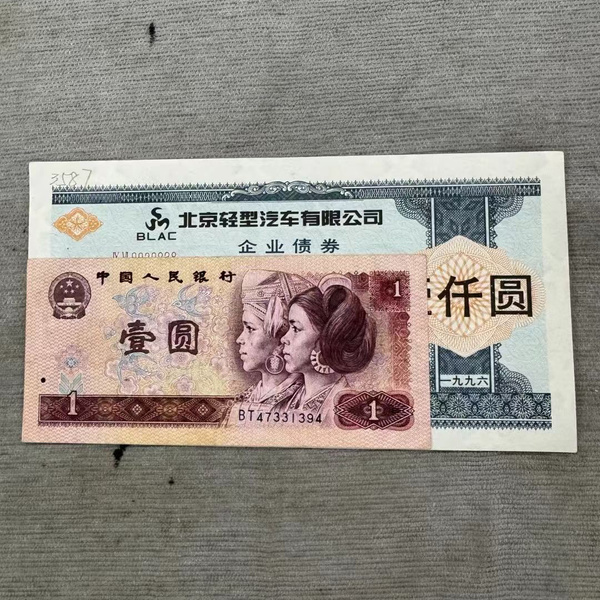 3587
北京轻型汽车有限公司
BLAC
企业债券
仟圆
一九九六
中国人民银行
1
壹圆
1
1
BT47331394